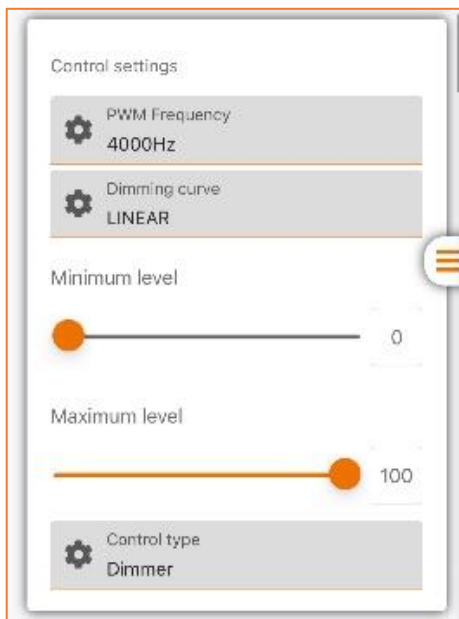 Control settings
PWM Frequency
4000Hz
Dimming curve
LINEAR
Minimum level
0
Maximum level
100
Control type
Dimmer